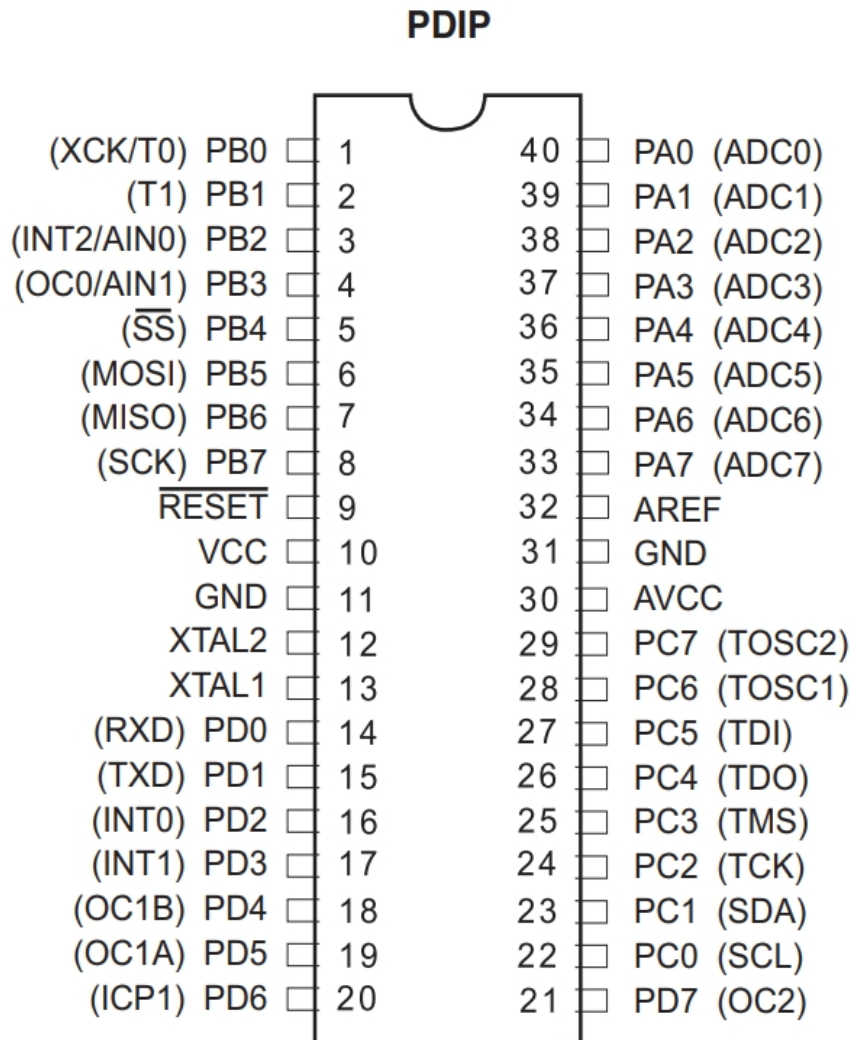 PDIP
(XCK/T0) PB0 1 40 PA0 (ADC0)
(T1) PB1 2 39 PA1 (ADC1)
(INT2/AIN0) PB2 3 38 PA2 (ADC2)
(OC0/AIN1) PB3 4 37 PA3 (ADC3)
(S̅S̅) PB4 5 36 PA4 (ADC4)
(MOSI) PB5 6 35 PA5 (ADC5)
(MISO) PB6 7 34 PA6 (ADC6)
(SCK) PB7 8 33 PA7 (ADC7)
R̅E̅S̅E̅T̅ 9 32 AREF
VCC 10 31 GND
GND 11 30 AVCC
XTAL2 12 29 PC7 (TOSC2)
XTAL1 13 28 PC6 (TOSC1)
(RXD) PD0 14 27 PC5 (TDI)
(TXD) PD1 15 26 PC4 (TDO)
(INT0) PD2 16 25 PC3 (TMS)
(INT1) PD3 17 24 PC2 (TCK)
(OC1B) PD4 18 23 PC1 (SDA)
(OC1A) PD5 19 22 PC0 (SCL)
(ICP1) PD6 20 21 PD7 (OC2)